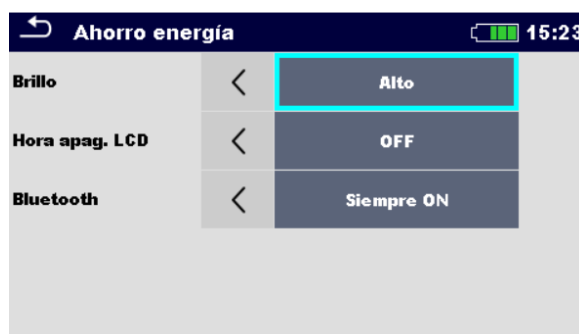 Ahorro energía 15:23
Brillo < Alto
Hora apag. LCD < OFF
Bluetooth < Siempre ON